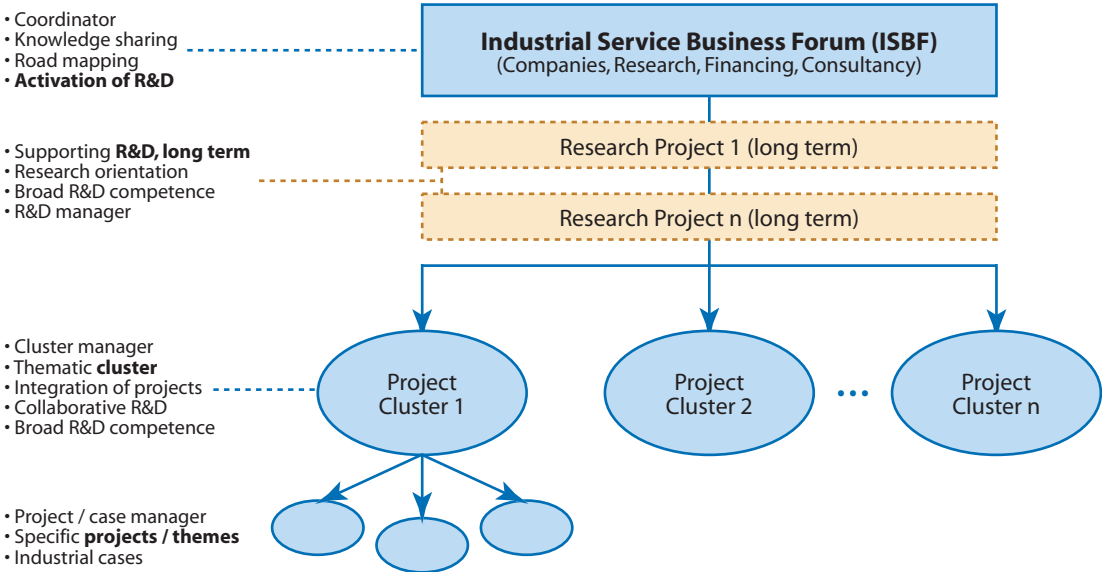 • Coordinator
• Knowledge sharing
• Road mapping
• Activation of R&D
Industrial Service Business Forum (ISBF)
(Companies, Research, Financing, Consultancy)
• Supporting R&D, long term
• Research orientation
• Broad R&D competence
• R&D manager
Research Project 1 (long term)
Research Project n (long term)
• Cluster manager
• Thematic cluster
• Integration of projects
• Collaborative R&D
• Broad R&D competence
Project
Cluster 1
Project
Cluster 2
•••
Project
Cluster n
• Project / case manager
• Specific projects / themes
• Industrial cases